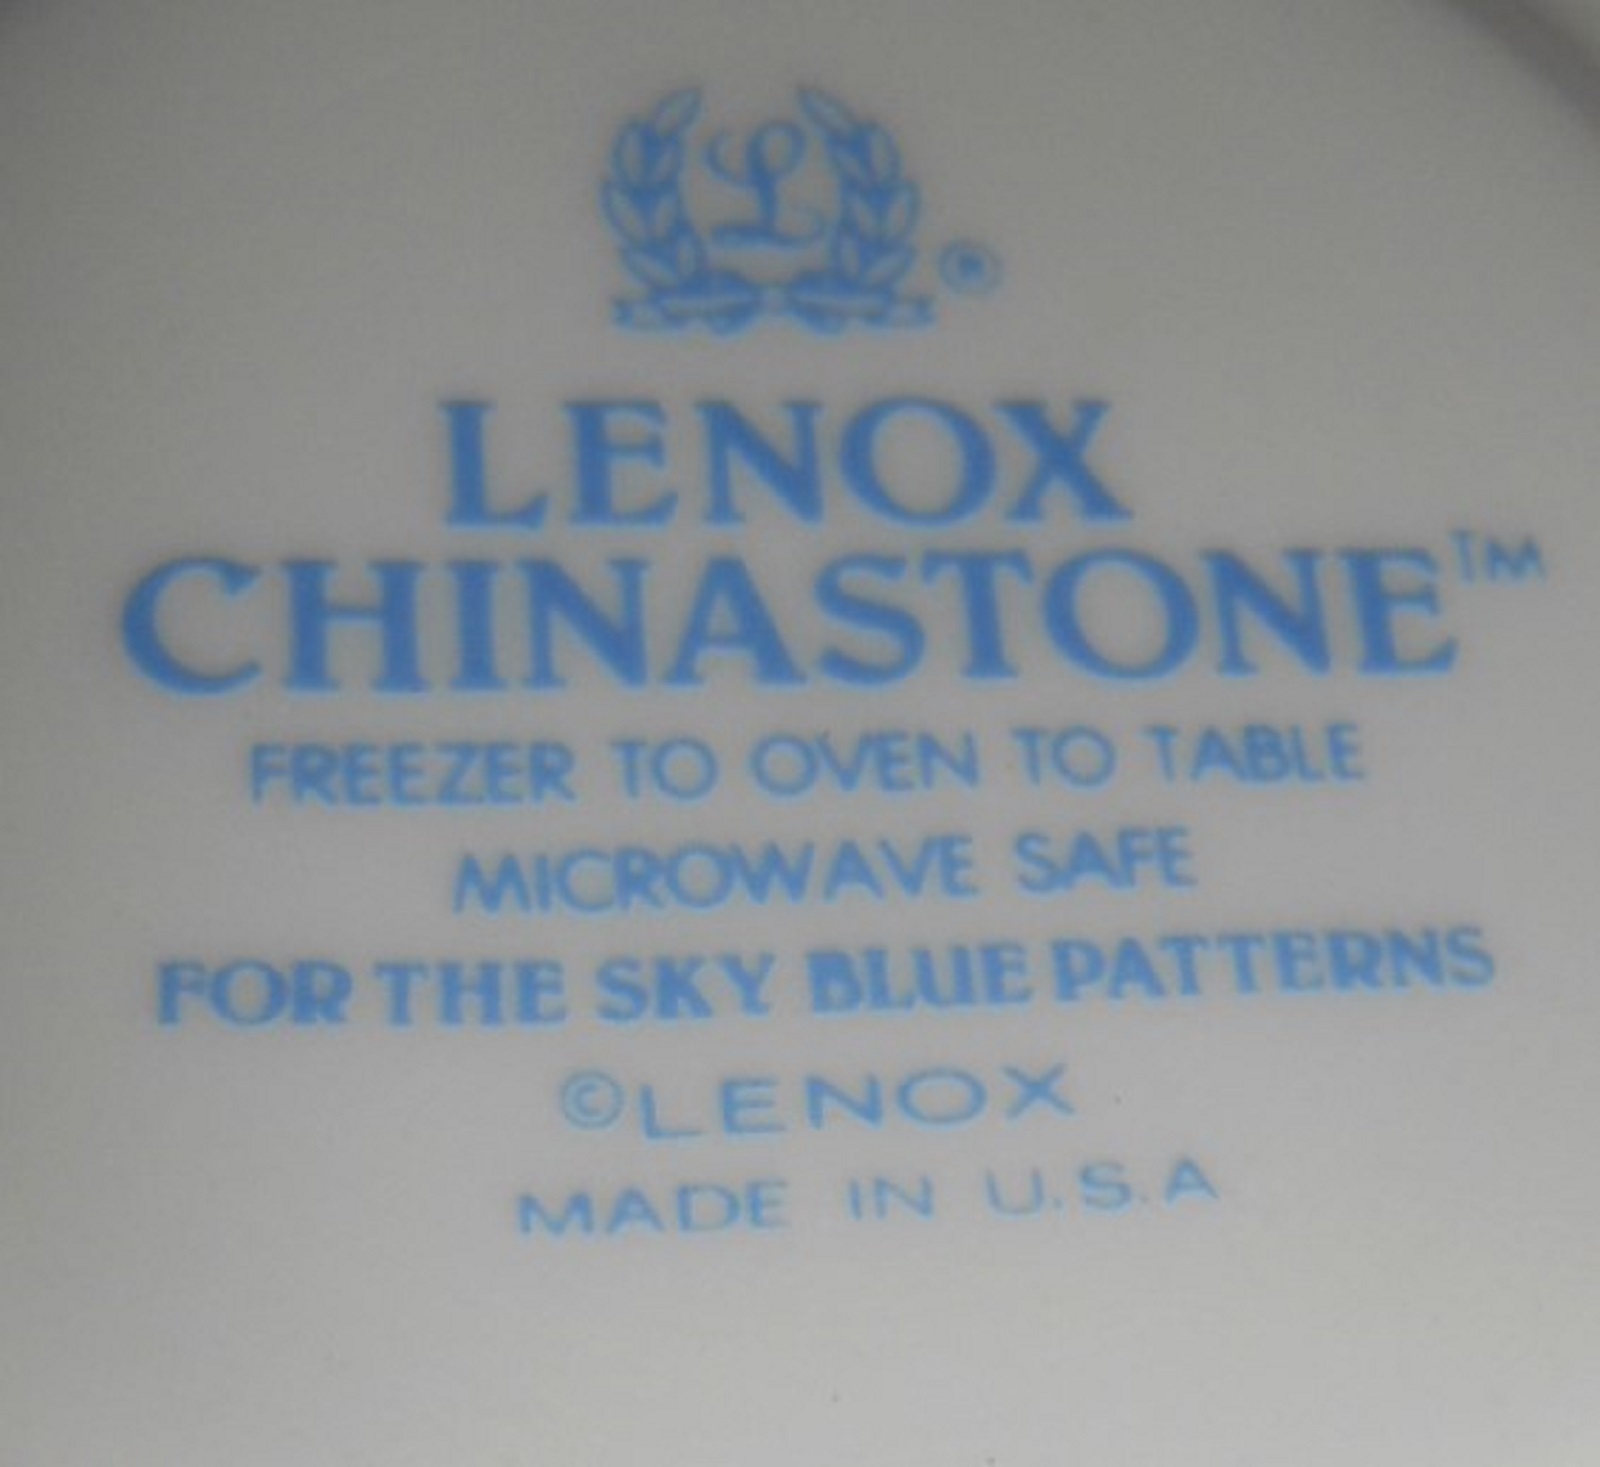 L ®
LENOX
CHINASTONE™
FREEZER TO OVEN TO TABLE
MICROWAVE SAFE
FOR THE SKY BLUE PATTERNS
©LENOX
MADE IN U.S.A